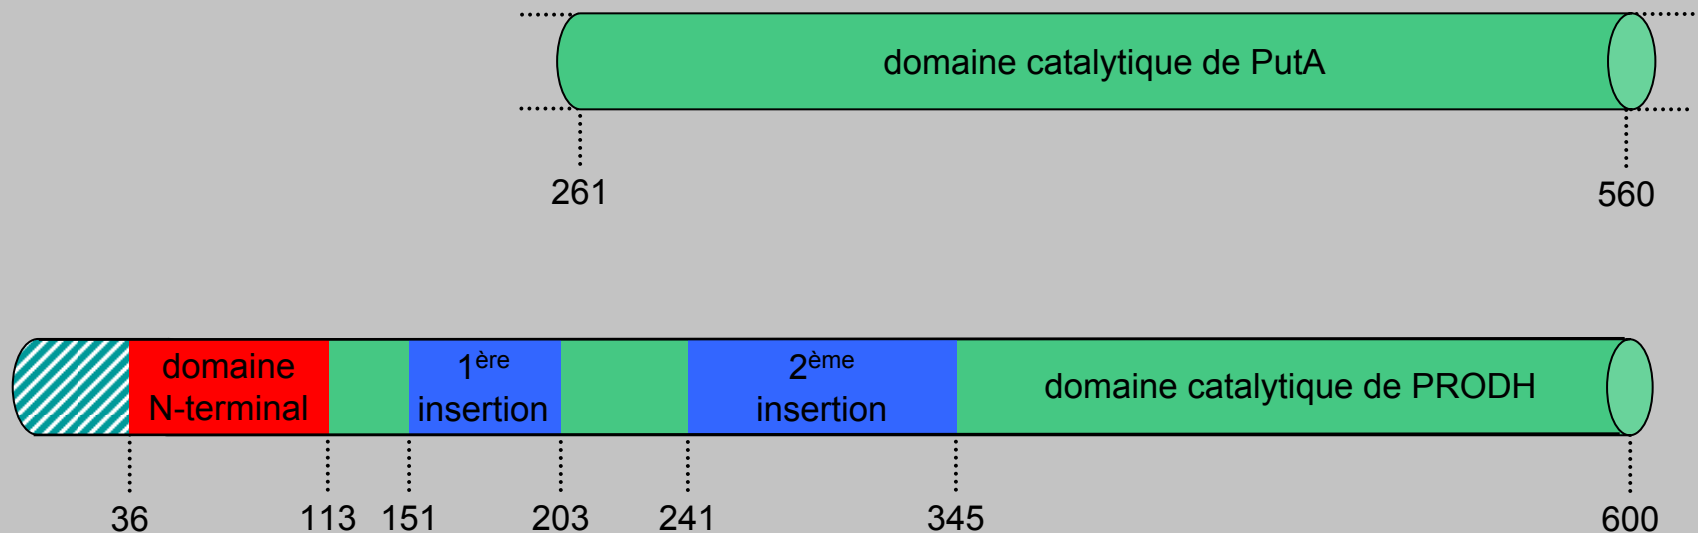 domaine catalytique de PutA
261 560
domaine N-terminal
1ère insertion
2ème insertion
domaine catalytique de PRODH
36 113 151 203 241 345 600